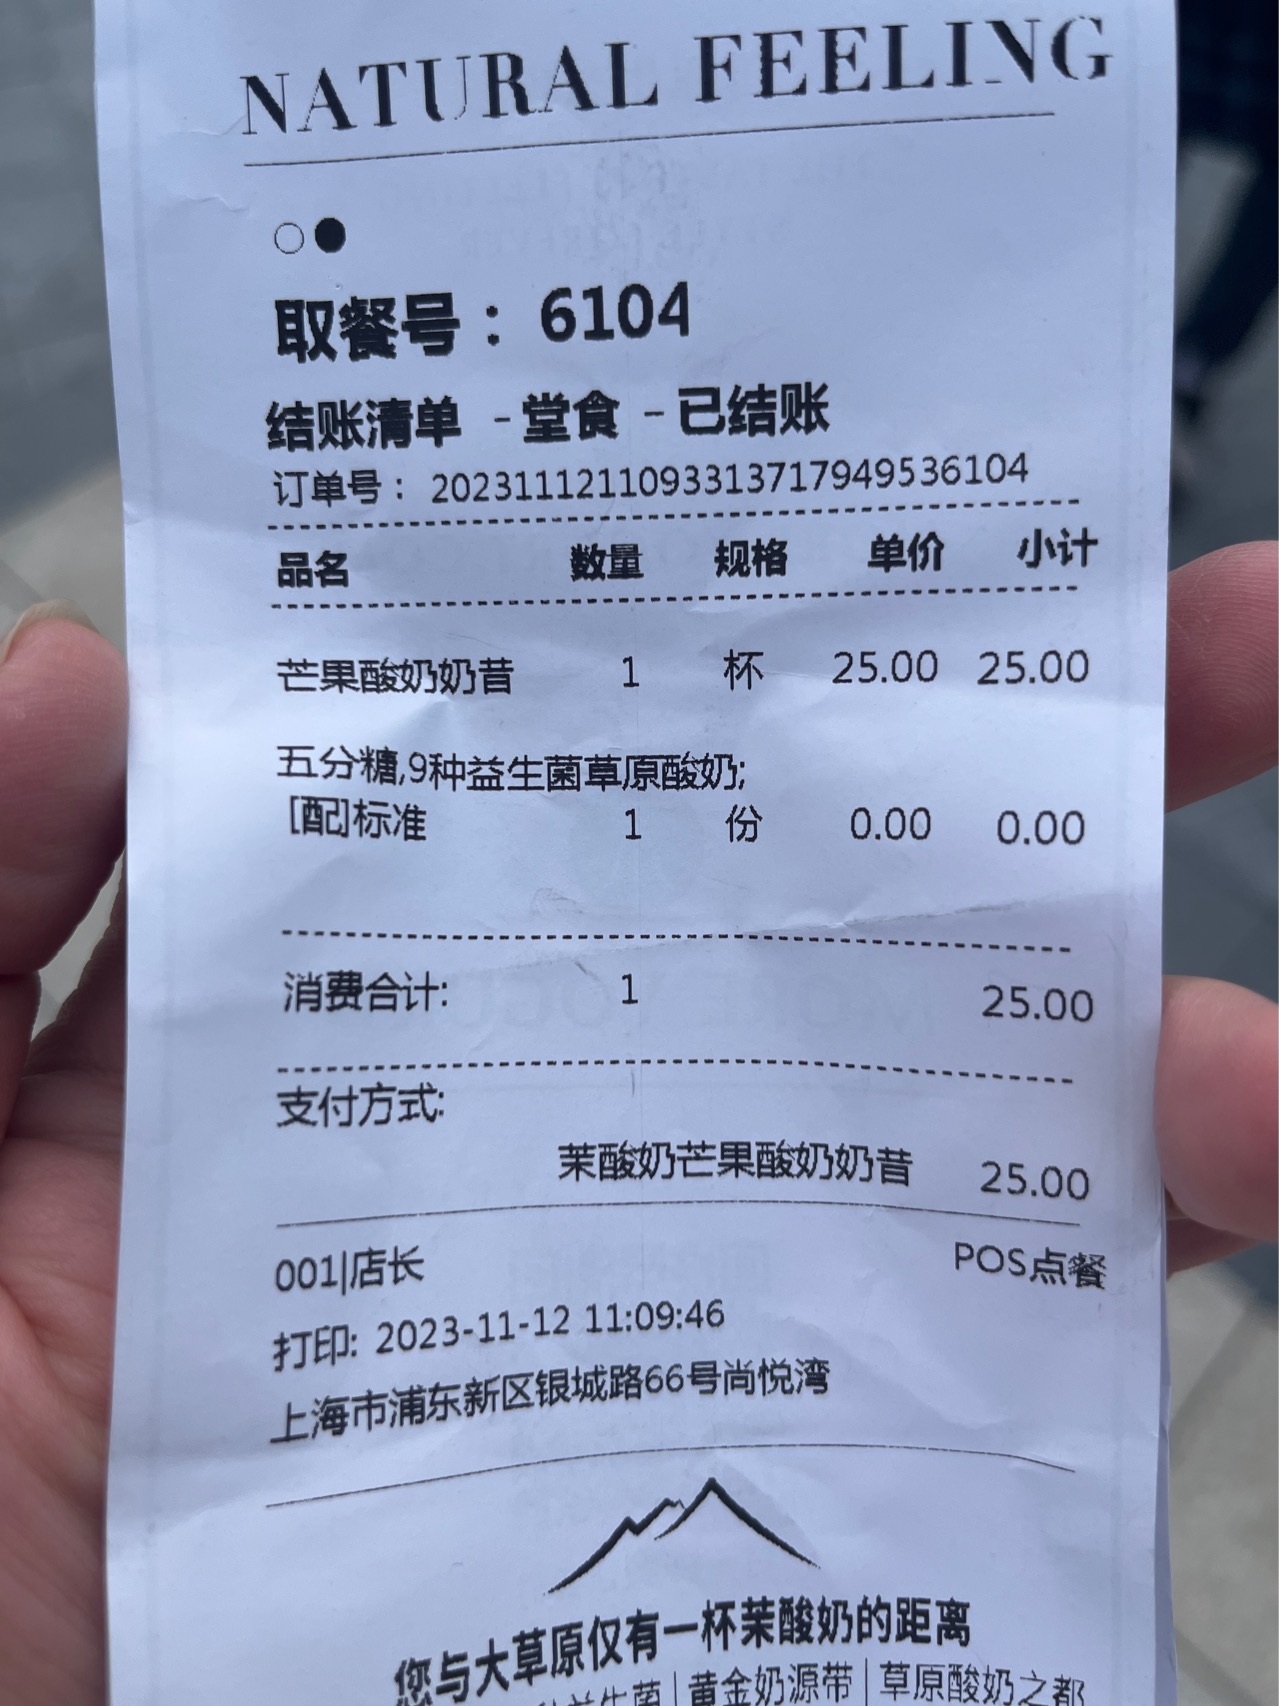 NATURAL FEELING
取餐号：6104
结账清单 -堂食 -已结账
订单号：20231112110933137179495​36104
品名 数量 规格 单价 小计
芒果酸奶奶昔 1 杯 25.00 25.00
五分糖,9种益生菌草原酸奶;
[配]标准 1 份 0.00 0.00
消费合计: 1 25.00
支付方式:
茉酸奶芒果酸奶奶昔 25.00
001|店长 POS点餐
打印: 2023-11-12 11:09:46
上海市浦东新区银城路66号尚悦湾
您与大草原仅有一杯茉酸奶的距离
种益生菌|黄金奶源带|草原酸奶之都